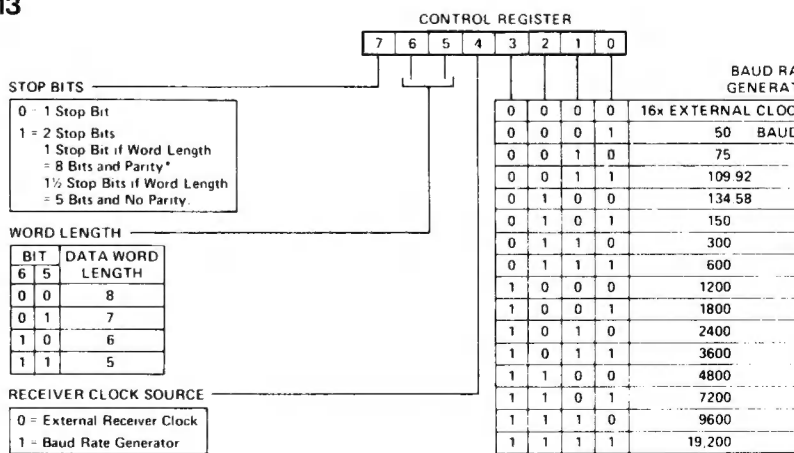 13
CONTROL REGISTER
7 6 5 4 3 2 1 0
STOP BITS
0 = 1 Stop Bit
1 = 2 Stop Bits
1 Stop Bit if Word Length
= 8 Bits and Parity*
1½ Stop Bits if Word Length
= 5 Bits and No Parity.
WORD LENGTH
BIT DATA WORD
6 5 LENGTH
0 0 8
0 1 7
1 0 6
1 1 5
RECEIVER CLOCK SOURCE
0 = External Receiver Clock
1 = Baud Rate Generator
BAUD RA
GENERAT
0 0 0 0 16x EXTERNAL CLOC
0 0 0 1 50 BAUD
0 0 1 0 75
0 0 1 1 109.92
0 1 0 0 134 58
0 1 0 1 150
0 1 1 0 300
0 1 1 1 600
1 0 0 0 1200
1 0 0 1 1800
1 0 1 0 2400
1 0 1 1 3600
1 1 0 0 4800
1 1 0 1 7200
1 1 1 0 9600
1 1 1 1 19,200